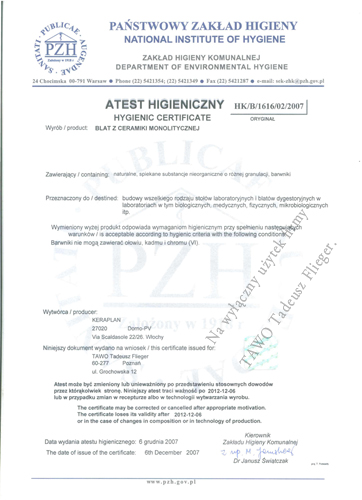 SANITATI PUBLICAE AUGENDAE
PZH
PAŃSTWOWY ZAKŁAD HIGIENY
NATIONAL INSTITUTE OF HYGIENE
ZAKŁAD HIGIENY KOMUNALNEJ
DEPARTMENT OF ENVIRONMENTAL HYGIENE
24 Chocimska 00-791 Warsaw ● Phone (22) 5421354; (22) 5421349 ● Fax (22) 5421287 ● e-mail: sek-zhk@pzh.gov.pl
ATEST HIGIENICZNY HK/B/1616/02/2007
HYGIENIC CERTIFICATE ORYGINAŁ
Wyrób / product: BLAT Z CERAMIKI MONOLITYCZNEJ
Zawierający / containing: naturalne, spiekane substancje nieorganiczne o różnej granulacji, barwniki
Przeznaczony do / destined: budowy wszelkiego rodzaju stołów laboratoryjnych i blatów dygestoryjnych w
laboratoriach w tym biologicznych, medycznych, fizycznych, mikrobiologicznych
itp.
Wymieniony wyżej produkt odpowiada wymaganiom higienicznym przy spełnieniu następujących
warunków / is acceptable according to hygienic criteria with the following conditions:
Barwniki nie mogą zawierać ołowiu, kadmu i chromu (VI).
Na wyłączny użytek firmy
TAWO Tadeusz Flieger.
Wytwórca / producer:
KERAPLAN
27020 Dorno-PV
Via Scaldasole 22/26, Włochy
Niniejszy dokument wydano na wniosek / this certificate issued for:
TAWO Tadeusz Flieger
60-277 Poznań
ul. Grochowska 12
Atest może być zmieniony lub unieważniony po przedstawieniu stosownych dowodów
przez którąkolwiek stronę. Niniejszy atest traci ważność po 2012-12-06
lub w przypadku zmian w recepturze albo w technologii wytwarzania wyrobu.
The certificate may be corrected or cancelled after appropriate motivation.
The certificate loses its validity after 2012-12-06
or in the case of changes in composition or in technology of production.
Data wydania atestu higienicznego: 6 grudnia 2007
The date of issue of the certificate: 6th December 2007
Kierownik
Zakładu Higieny Komunalnej
z up. M. Jamsheer
Dr Janusz Świątczak
www.pzh.gov.pl